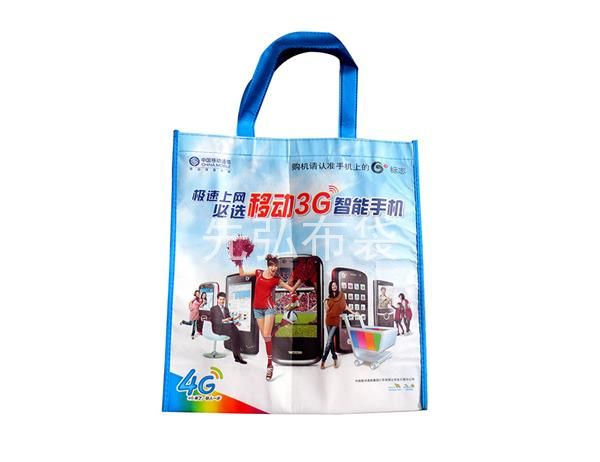 中国移动通信
CHINA MOBILE
购机请认准手机上的 标志
极速上网
必选 移动3G 智能手机
先弘布袋
4G